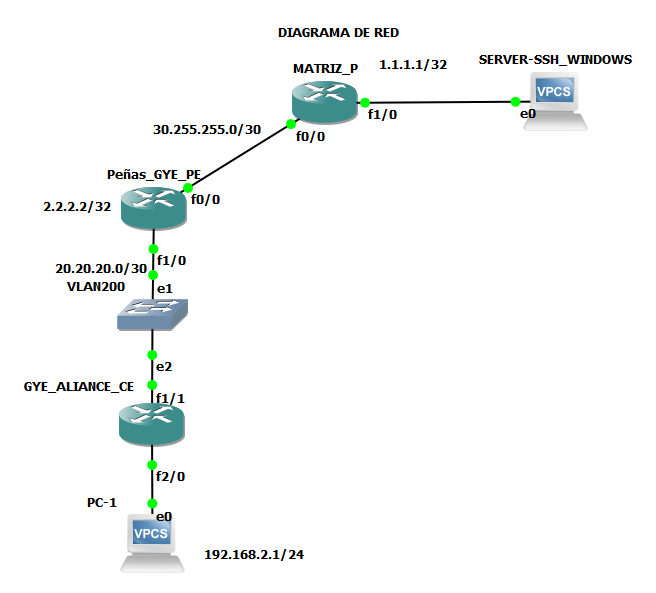 DIAGRAMA DE RED
MATRIZ_P
1.1.1.1/32
SERVER-SSH_WINDOWS
VPCS
f1/0
e0
30.255.255.0/30
f0/0
Peñas_GYE_PE
f0/0
2.2.2.2/32
f1/0
20.20.20.0/30
VLAN200
e1
e2
GYE_ALIANCE_CE
f1/1
f2/0
PC-1
e0
VPCS
192.168.2.1/24